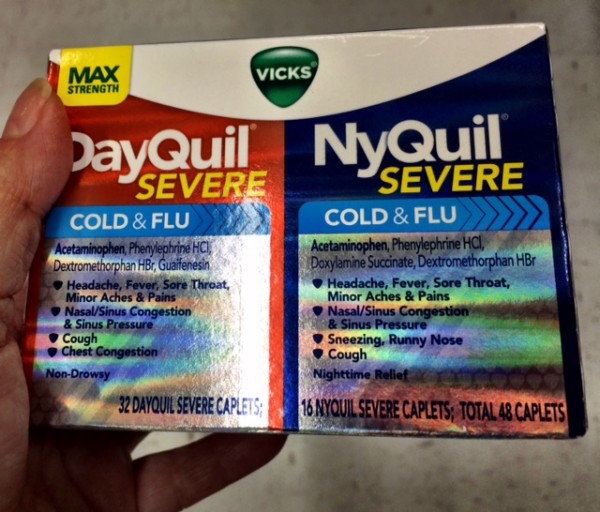 MAX
STRENGTH
VICKS®
DayQuil®
SEVERE
COLD & FLU
Acetaminophen, Phenylephrine HCl,
Dextromethorphan HBr, Guaifenesin
Headache, Fever, Sore Throat,
Minor Aches & Pains
Nasal/Sinus Congestion
& Sinus Pressure
Cough
Chest Congestion
Non-Drowsy
32 DAYQUIL SEVERE CAPLETS;
NyQuil®
SEVERE
COLD & FLU
Acetaminophen, Phenylephrine HCl,
Doxylamine Succinate, Dextromethorphan HBr
Headache, Fever, Sore Throat,
Minor Aches & Pains
Nasal/Sinus Congestion
& Sinus Pressure
Sneezing, Runny Nose
Cough
Nighttime Relief
16 NYQUIL SEVERE CAPLETS; TOTAL 48 CAPLETS